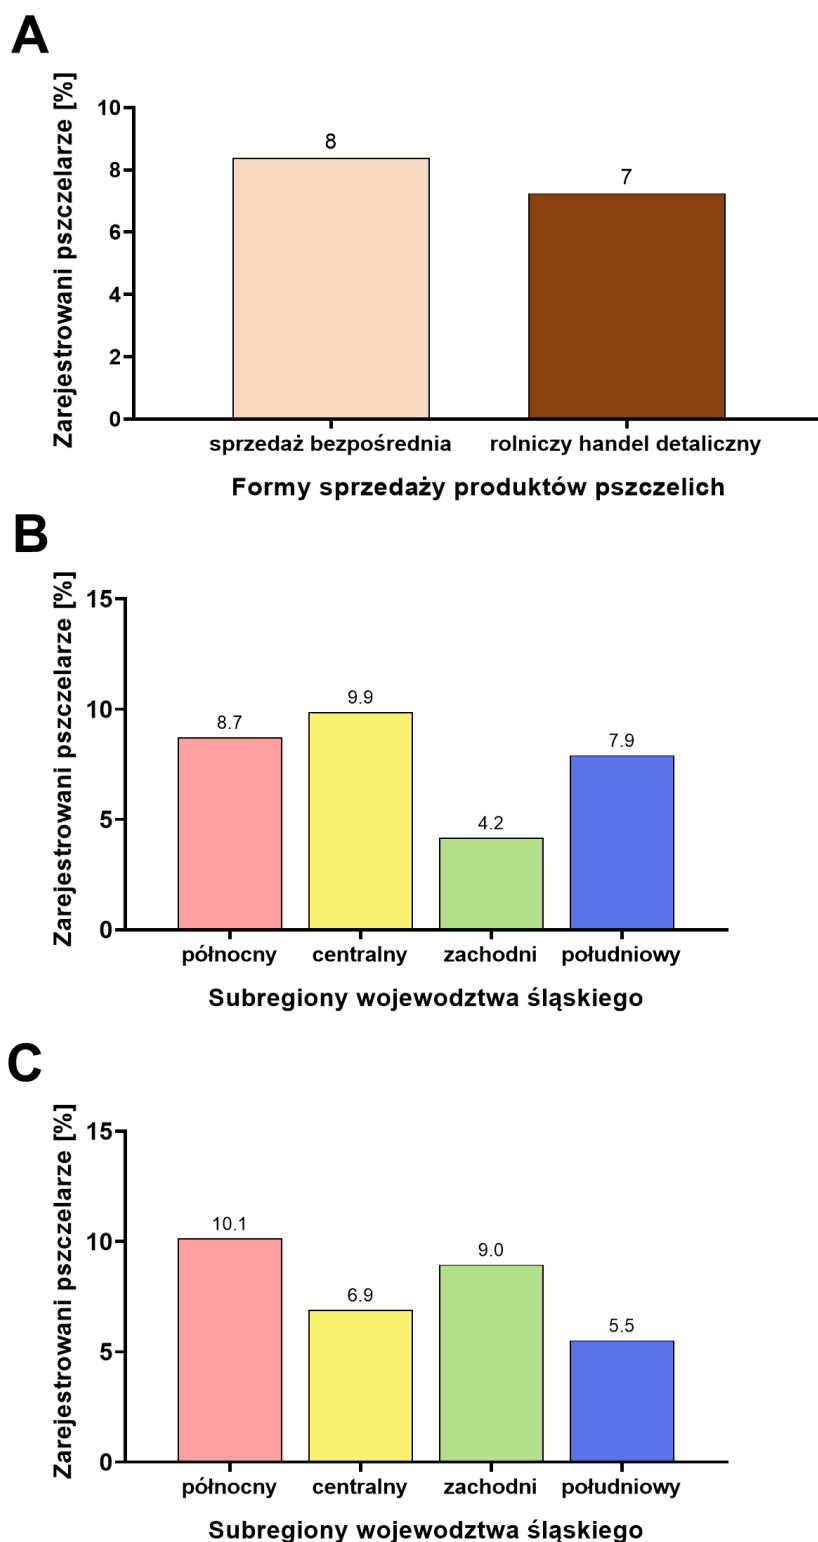 A
Zarejestrowani pszczelarze [%]
10
8
6
4
2
0
8
7
sprzedaż bezpośrednia
rolniczy handel detaliczny
Formy sprzedaży produktów pszczelich
B
Zarejestrowani pszczelarze [%]
15
10
5
0
8.7
9.9
4.2
7.9
północny
centralny
zachodni
południowy
Subregiony wojewodztwa śląskiego
C
Zarejestrowani pszczelarze [%]
15
10
5
0
10.1
6.9
9.0
5.5
północny
centralny
zachodni
południowy
Subregiony wojewodztwa śląskiego